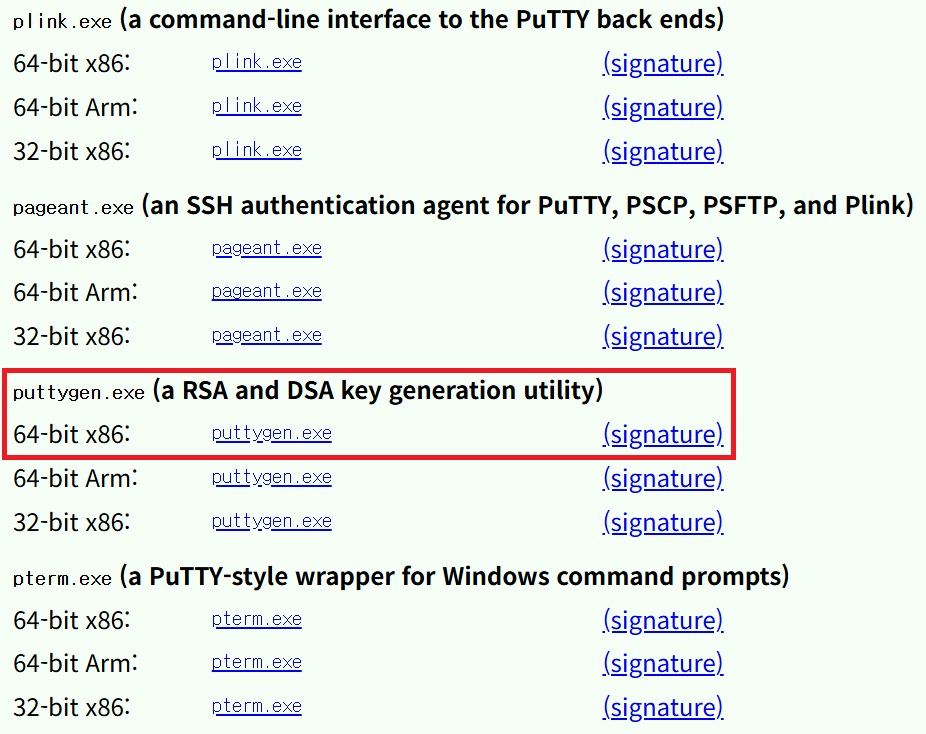 plink.exe (a command-line interface to the PuTTY back ends)
64-bit x86: plink.exe (signature)
64-bit Arm: plink.exe (signature)
32-bit x86: plink.exe (signature)
pageant.exe (an SSH authentication agent for PuTTY, PSCP, PSFTP, and Plink)
64-bit x86: pageant.exe (signature)
64-bit Arm: pageant.exe (signature)
32-bit x86: pageant.exe (signature)
puttygen.exe (a RSA and DSA key generation utility)
64-bit x86: puttygen.exe (signature)
64-bit Arm: puttygen.exe (signature)
32-bit x86: puttygen.exe (signature)
pterm.exe (a PuTTY-style wrapper for Windows command prompts)
64-bit x86: pterm.exe (signature)
64-bit Arm: pterm.exe (signature)
32-bit x86: pterm.exe (signature)